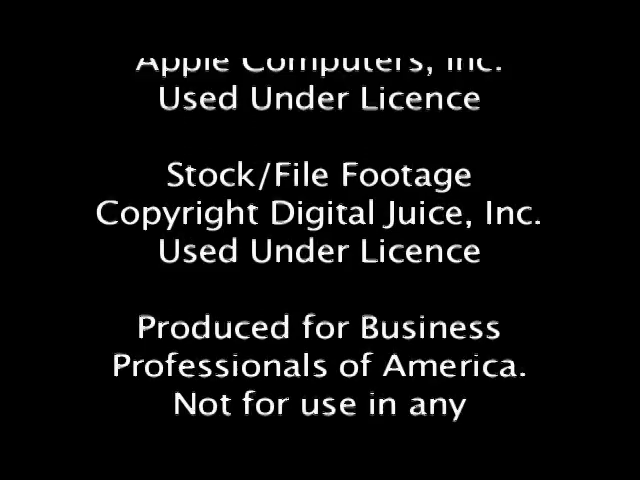 Apple Computers, Inc.
Used Under Licence
Stock/File Footage
Copyright Digital Juice, Inc.
Used Under Licence
Produced for Business
Professionals of America.
Not for use in any